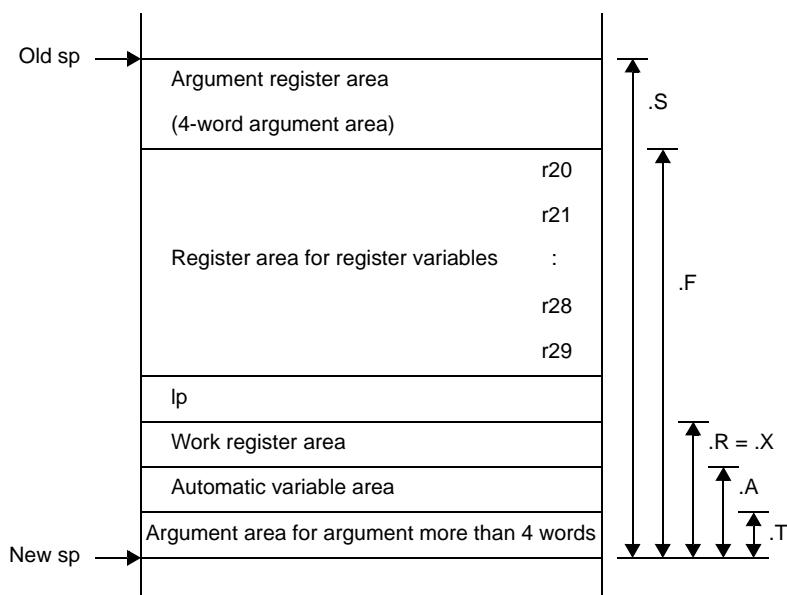 Old sp
Argument register area
(4-word argument area)
.S
r20
r21
Register area for register variables :
.F
r28
r29
lp
Work register area
.R = .X
Automatic variable area
.A
Argument area for argument more than 4 words
.T
New sp